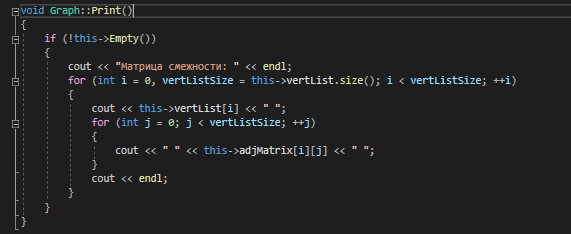 void Graph::Print()
{
if (!this->Empty())
{
cout << "Матрица смежности: " << endl;
for (int i = 0, vertListSize = this->vertList.size(); i < vertListSize; ++i)
{
cout << this->vertList[i] << " ";
for (int j = 0; j < vertListSize; ++j)
{
cout << " " << this->adjMatrix[i][j] << " ";
}
cout << endl;
}
}
}